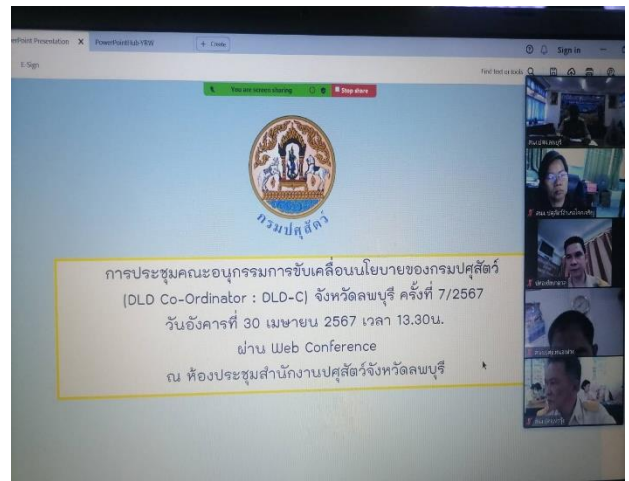 PowerPoint Presentation X PowerPointHub-YRW + Create
Sign in
E-Sign
Find text or tools
You are screen sharing Stop share
กรมปศุสัตว์
การประชุมคณะอนุกรรมการขับเคลื่อนนโยบายของกรมปศุสัตว์
(DLD Co-Ordinator : DLD-C) จังหวัดลพบุรี ครั้งที่ 7/2567
วันอังคารที่ 30 เมษายน 2567 เวลา 13.30น.
ผ่าน Web Conference
ณ ห้องประชุมสำนักงานปศุสัตว์จังหวัดลพบุรี